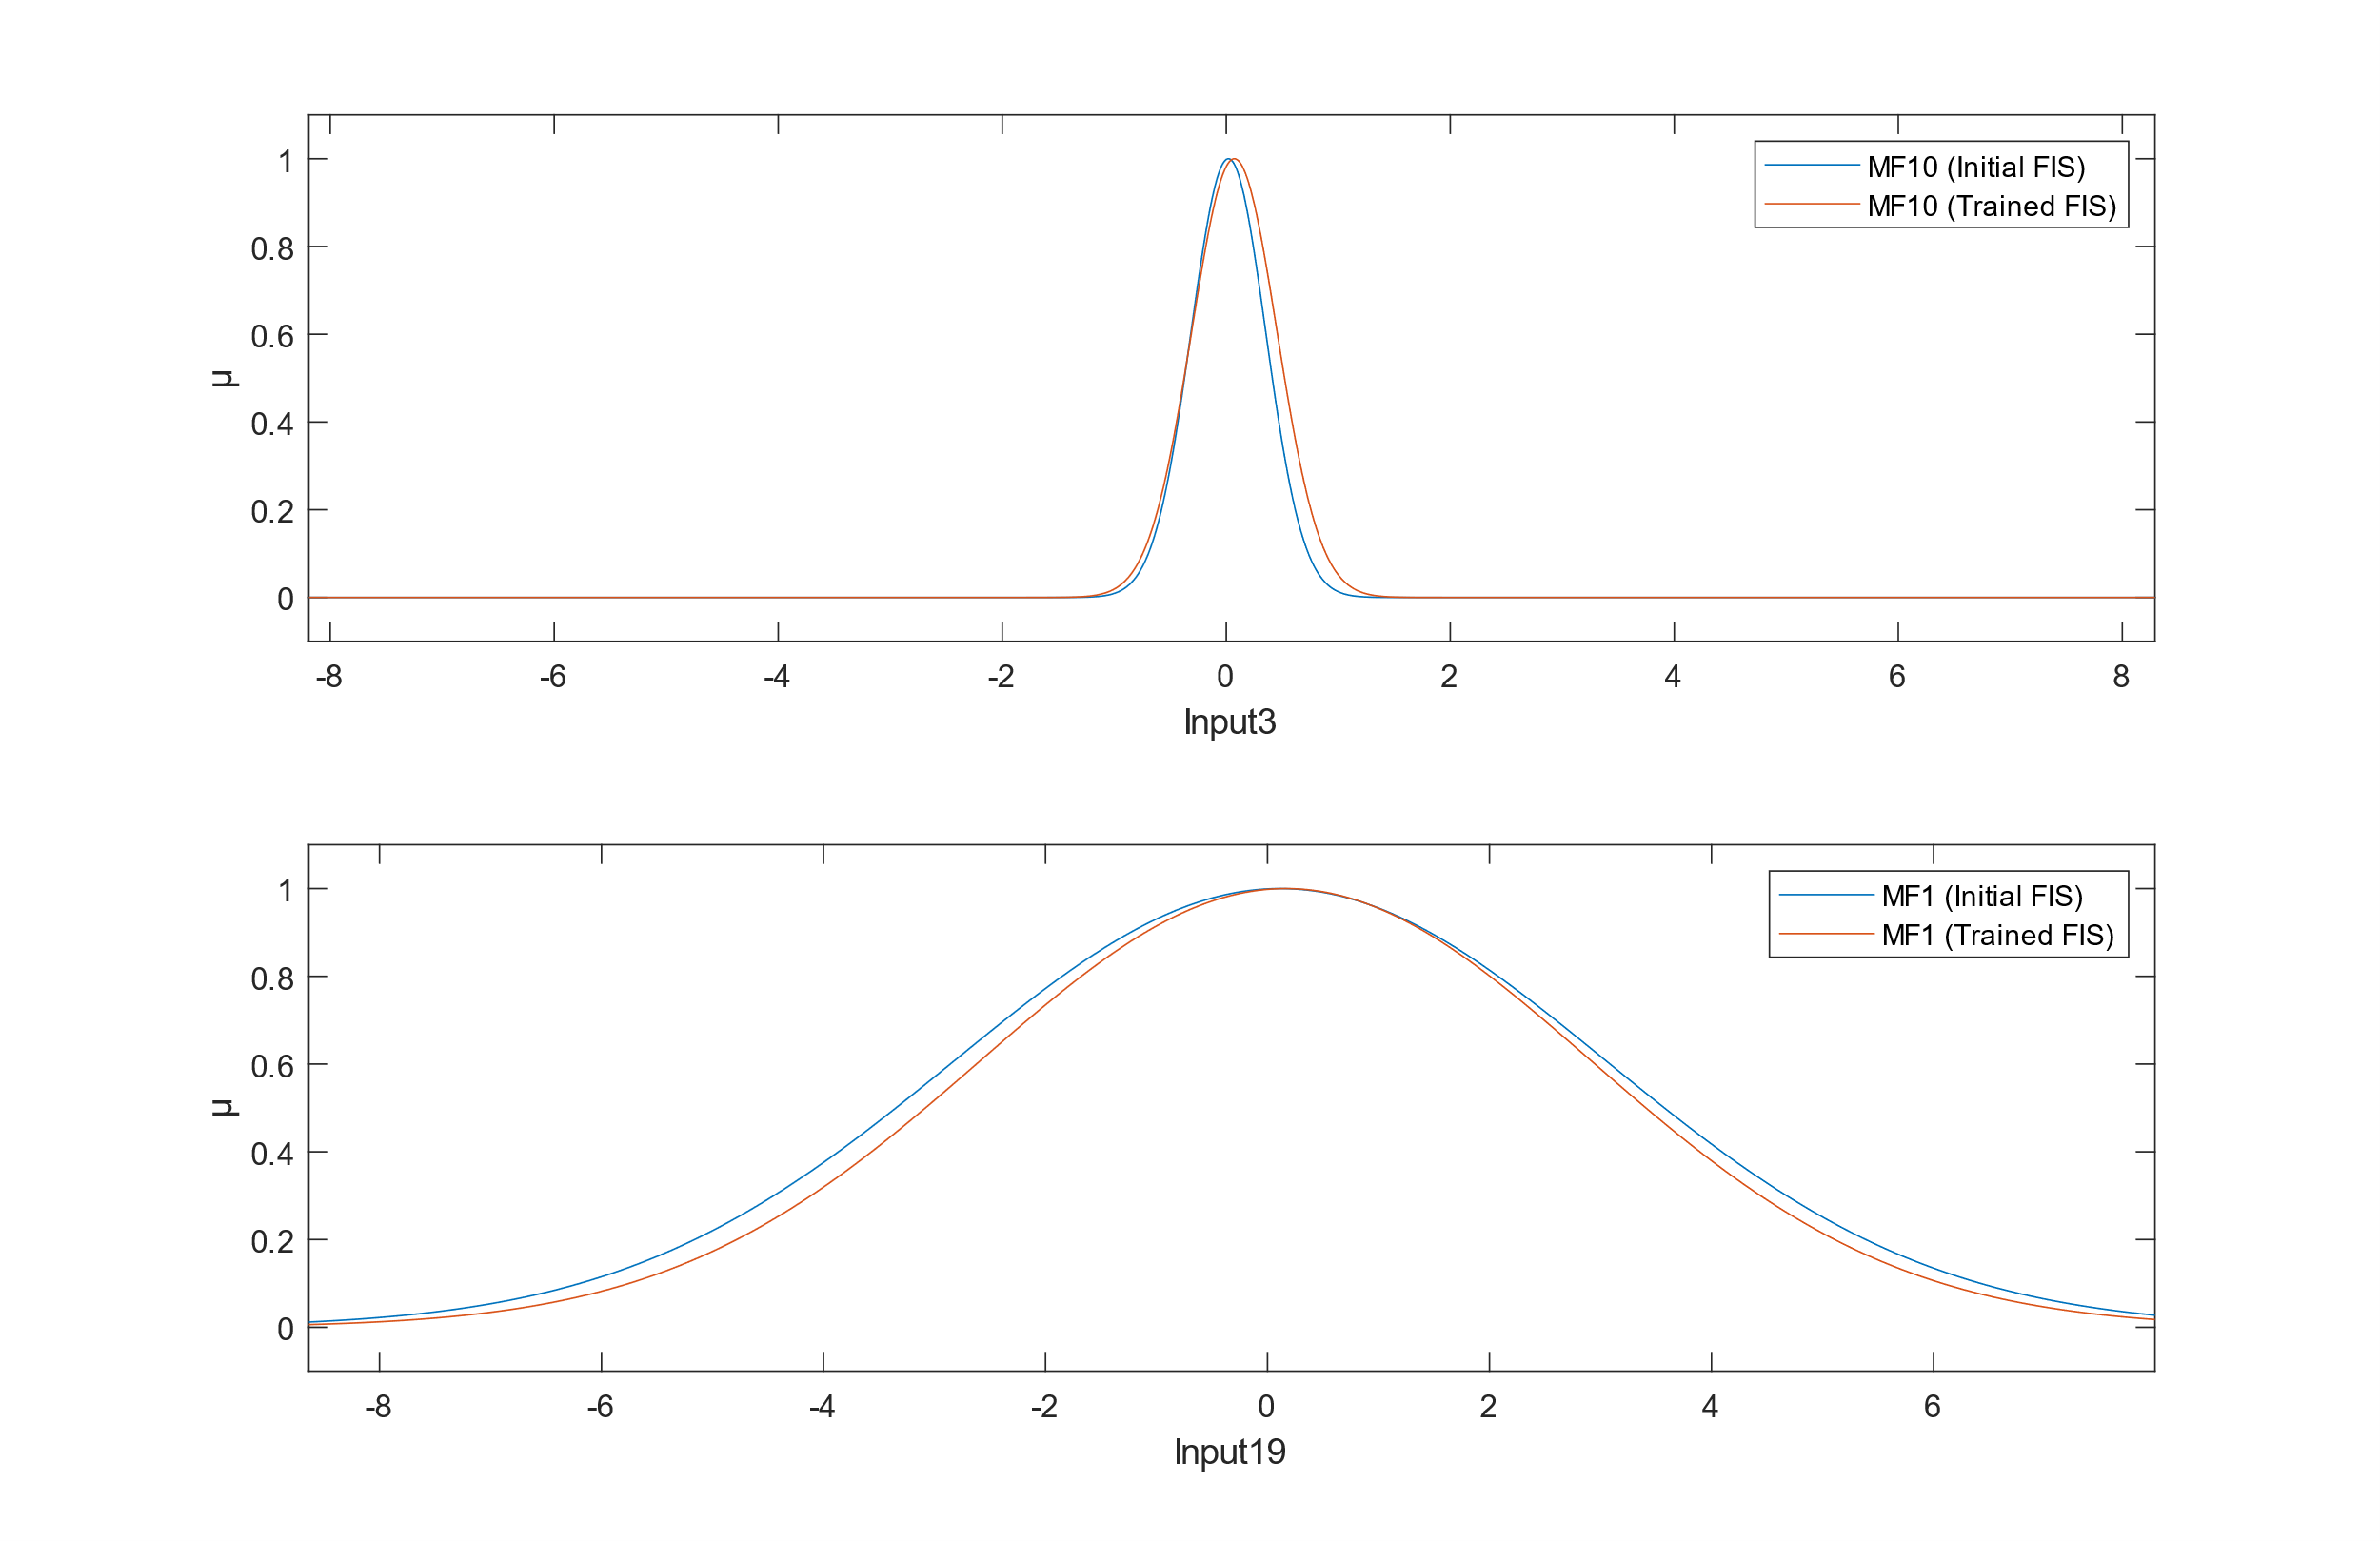 1
0.8
0.6
0.4
0.2
0
μ
MF10 (Initial FIS)
MF10 (Trained FIS)
-8 -6 -4 -2 0 2 4 6 8
Input3
1
0.8
0.6
0.4
0.2
0
μ
MF1 (Initial FIS)
MF1 (Trained FIS)
-8 -6 -4 -2 0 2 4 6
Input19